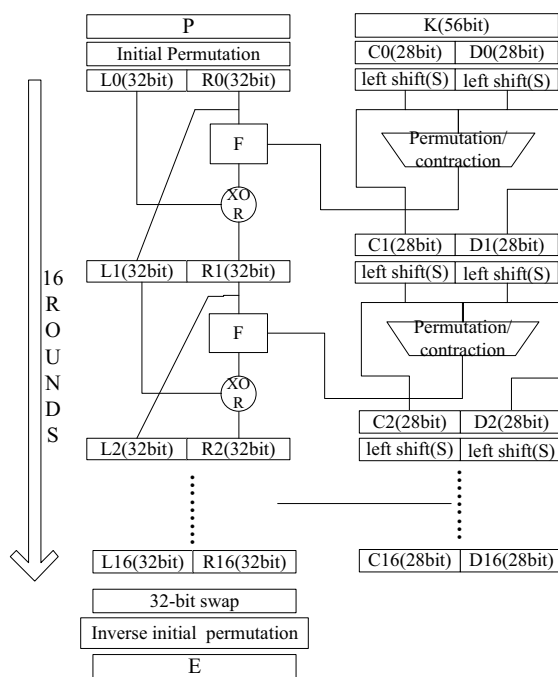 P
K(56bit)
Initial Permutation
C0(28bit) D0(28bit)
L0(32bit) R0(32bit)
left shift(S) left shift(S)
F
Permutation/
contraction
XO
R
C1(28bit) D1(28bit)
L1(32bit) R1(32bit)
left shift(S) left shift(S)
F
Permutation/
contraction
XO
R
C2(28bit) D2(28bit)
L2(32bit) R2(32bit)
left shift(S) left shift(S)
16
R
O
U
N
D
S
L16(32bit) R16(32bit)
C16(28bit) D16(28bit)
32-bit swap
Inverse initial permutation
E